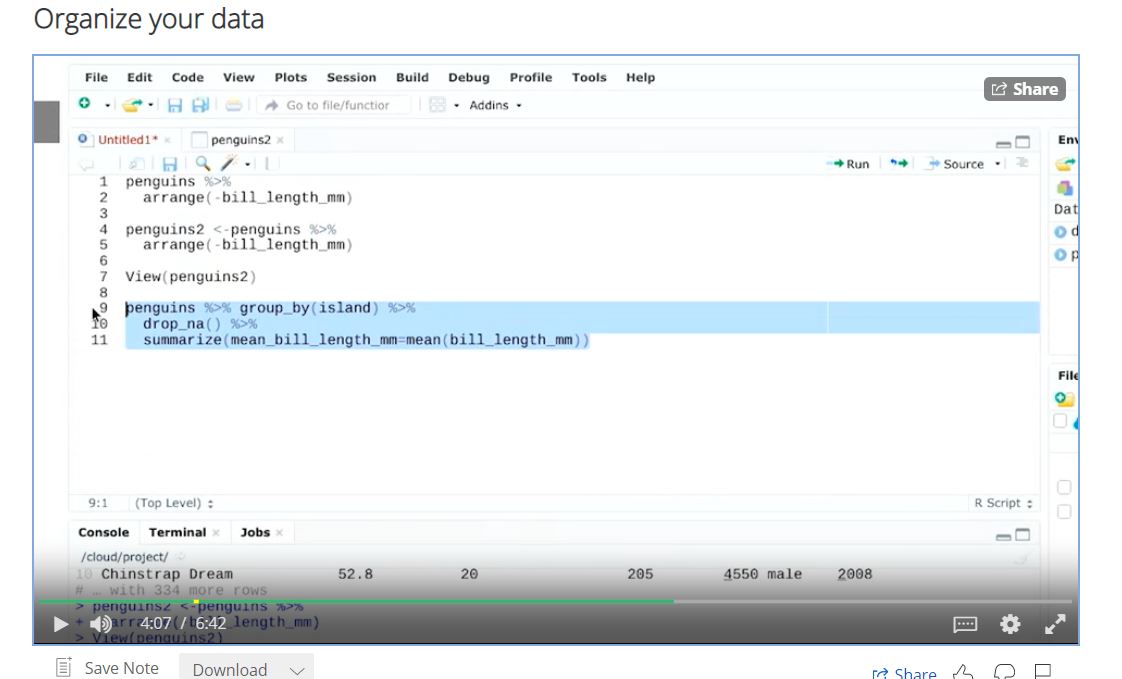 Organize your data
File Edit Code View Plots Session Build Debug Profile Tools Help
Share
Go to file/functior Addins
Untitled1* × penguins2 ×
Env
Run Source
1 penguins %>%
2 arrange(-bill_length_mm)
3
4 penguins2 <-penguins %>%
5 arrange(-bill_length_mm)
6
7 View(penguins2)
8
9 penguins %>% group_by(island) %>%
10 drop_na() %>%
11 summarize(mean_bill_length_mm=mean(bill_length_mm))
Dat
d
p
File
9:1 (Top Level) R Script
Console Terminal × Jobs ×
/cloud/project/
10 Chinstrap Dream 52.8 20 205 4550 male 2008
# … with 334 more rows
> penguins2 <-penguins %>%
+ arrange(-bill_length_mm)
4:07 / 6:42
> View(penguins2)
Save Note Download Share